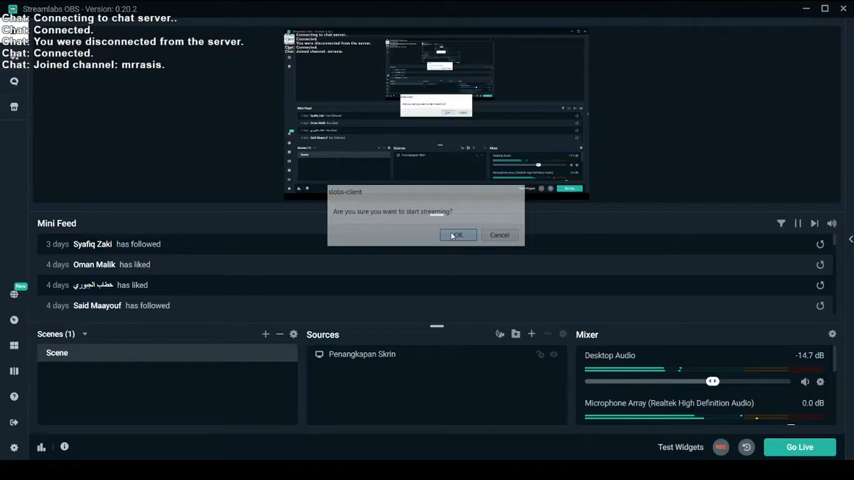 Streamlabs OBS - Version: 0.20.2
Chat: Connecting to chat server..
Chat: Connected.
Chat: You were disconnected from the server.
Chat: Connected.
Chat: Joined channel: mrrasis.
slobs-client
Are you sure you want to start streaming?
OK
Cancel
Mini Feed
3 days Syafiq Zaki has followed
4 days Oman Malik has liked
4 days خطاب الجبوري has liked
4 days Said Maayouf has followed
New
Scenes (1)
Scene
Sources
Penangkapan Skrin
Mixer
Desktop Audio -14.7 dB
Microphone Array (Realtek High Definition Audio) 0.0 dB
Test Widgets
REC
Go Live